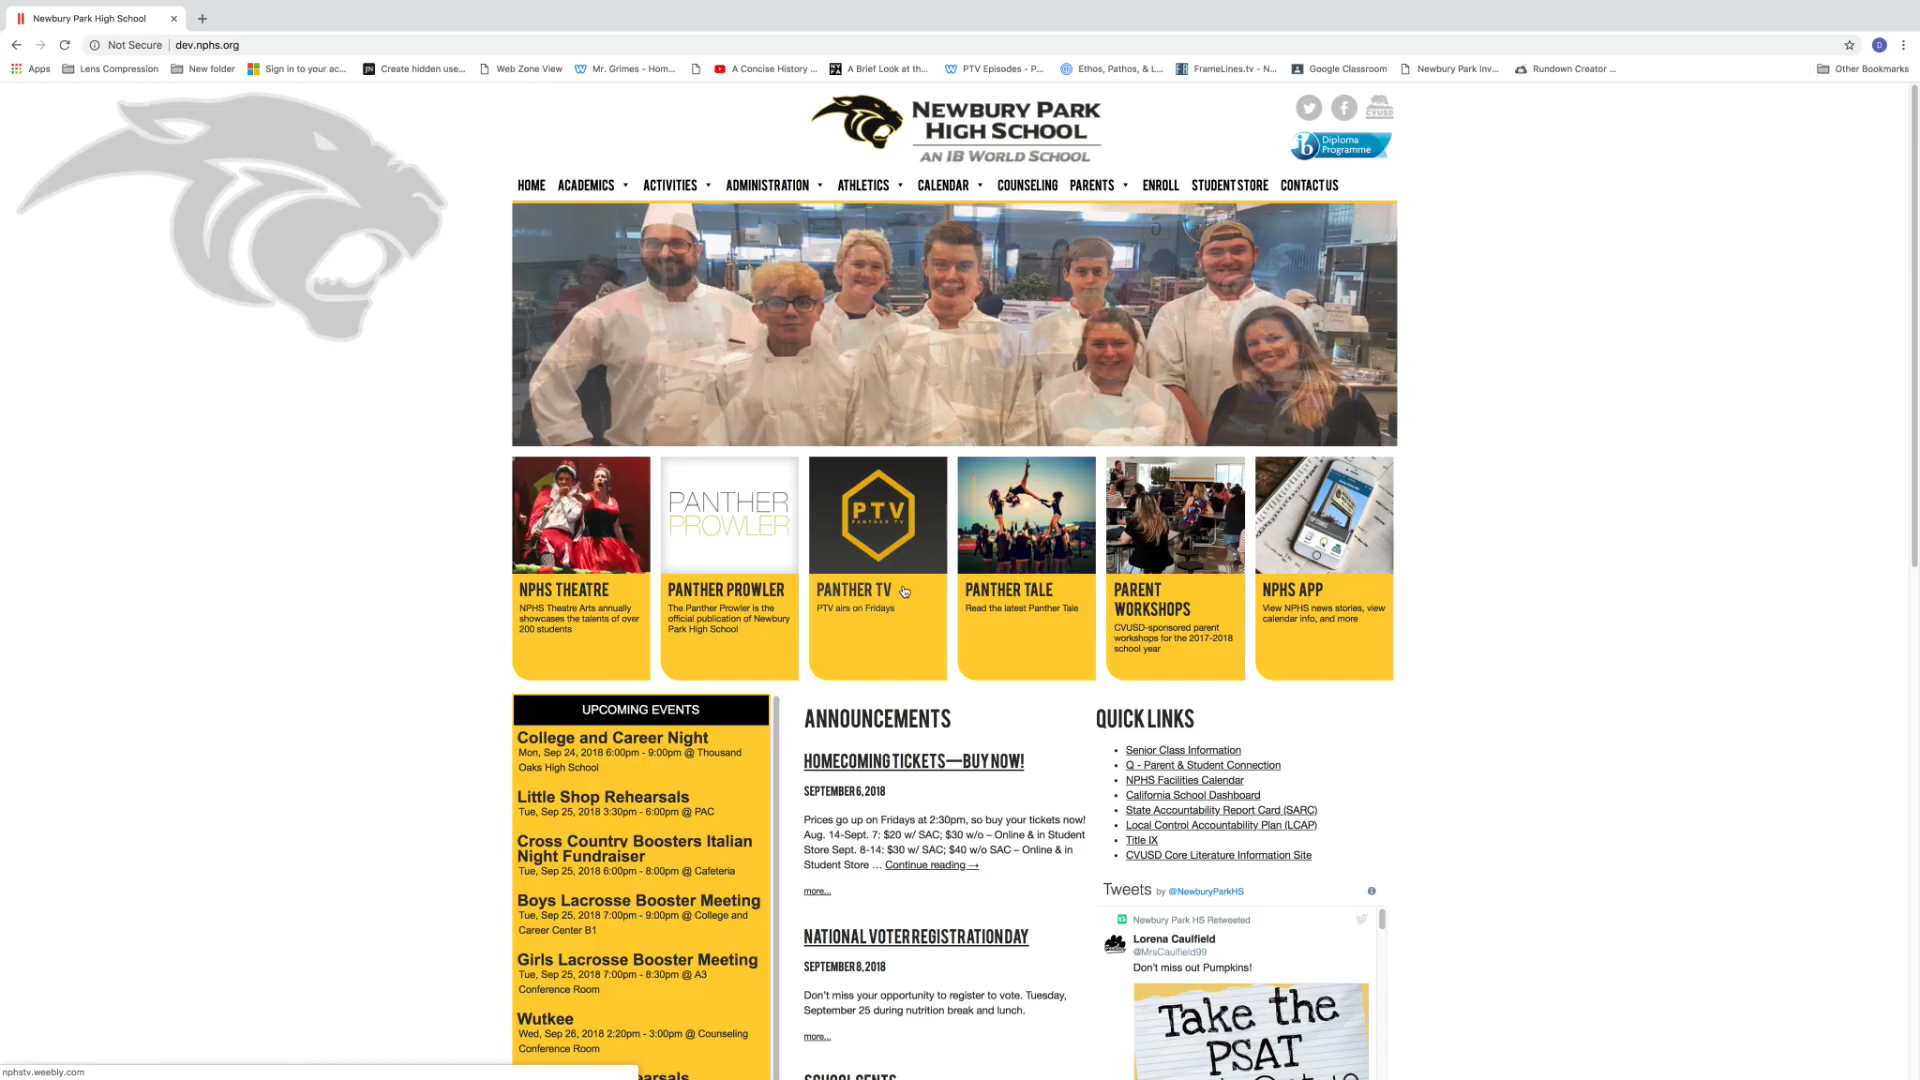 Newbury Park High School
Not Secure dev.nphs.org
Apps Lens Compression New folder Sign in to your ac... Create hidden use... Web Zone View Mr. Grimes - Hom... A Concise History ... A Brief Look at th... PTV Episodes - P... Ethos, Pathos, & L... FrameLines.tv - N... Google Classroom Newbury Park Inv... Rundown Creator ... Other Bookmarks
NEWBURY PARK
HIGH SCHOOL
AN IB WORLD SCHOOL
CVUSD
ib Diploma
Programme
HOME ACADEMICS ACTIVITIES ADMINISTRATION ATHLETICS CALENDAR COUNSELING PARENTS ENROLL STUDENT STORE CONTACT US
PANTHER
PROWLER
PTV
PANTHER TV
NPHS THEATRE
NPHS Theatre Arts annually
showcases the talents of over
200 students
PANTHER PROWLER
The Panther Prowler is the
official publication of Newbury
Park High School
PANTHER TV
PTV airs on Fridays
PANTHER TALE
Read the latest Panther Tale
PARENT
WORKSHOPS
CVUSD-sponsored parent
workshops for the 2017-2018
school year
NPHS APP
View NPHS news stories, view
calendar info, and more
UPCOMING EVENTS
College and Career Night
Mon, Sep 24, 2018 6:00pm - 9:00pm @ Thousand
Oaks High School
Little Shop Rehearsals
Tue, Sep 25, 2018 3:30pm - 6:00pm @ PAC
Cross Country Boosters Italian
Night Fundraiser
Tue, Sep 25, 2018 6:00pm - 8:00pm @ Cafeteria
Boys Lacrosse Booster Meeting
Tue, Sep 25, 2018 7:00pm - 9:00pm @ College and
Career Center B1
Girls Lacrosse Booster Meeting
Tue, Sep 25, 2018 7:00pm - 8:30pm @ A3
Conference Room
Wutkee
Wed, Sep 26, 2018 2:20pm - 3:00pm @ Counseling
Conference Room
earsals
ANNOUNCEMENTS
HOMECOMING TICKETS—BUY NOW!
SEPTEMBER 6, 2018
Prices go up on Fridays at 2:30pm, so buy your tickets now!
Aug. 14-Sept. 7: $20 w/ SAC; $30 w/o – Online & in Student
Store Sept. 8-14: $30 w/ SAC; $40 w/o SAC – Online & in
Student Store … Continue reading →
more...
NATIONAL VOTER REGISTRATION DAY
SEPTEMBER 8, 2018
Don't miss your opportunity to register to vote. Tuesday,
September 25 during nutrition break and lunch.
more...
SCHOOL CENTS
QUICK LINKS
Senior Class Information
Q - Parent & Student Connection
NPHS Facilities Calendar
California School Dashboard
State Accountability Report Card (SARC)
Local Control Accountability Plan (LCAP)
Title IX
CVUSD Core Literature Information Site
Tweets by @NewburyParkHS
Newbury Park HS Retweeted
Lorena Caulfield
@MrsCaulfield99
Don't miss out Pumpkins!
Take the
PSAT
nphstv.weebly.com